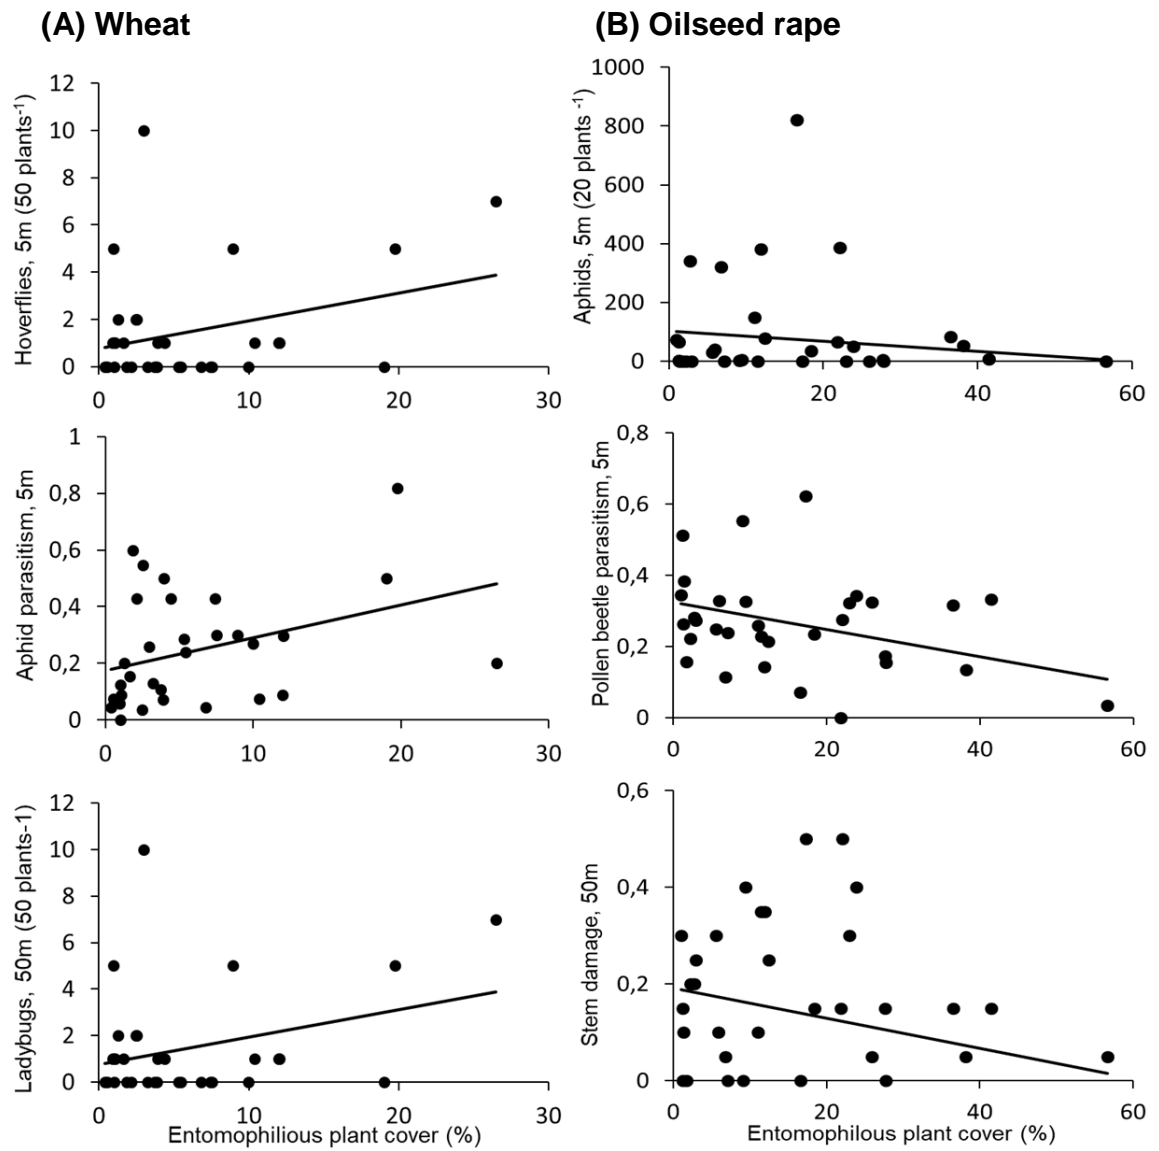 (A) Wheat
(B) Oilseed rape
Hoverflies, 5m (50 plants-1)
12
10
8
6
4
2
0
0 10 20 30
Aphids, 5m (20 plants -1)
1000
800
600
400
200
0
0 20 40 60
Aphid parasitism, 5m
1
0,8
0,6
0,4
0,2
0
0 10 20 30
Pollen beetle parasitism, 5m
0,8
0,6
0,4
0,2
0
0 20 40 60
Ladybugs, 50m (50 plants-1)
12
10
8
6
4
2
0
0 10 20 30
Entomophilious plant cover (%)
Stem damage, 50m
0,6
0,4
0,2
0
0 20 40 60
Entomophilious plant cover (%)